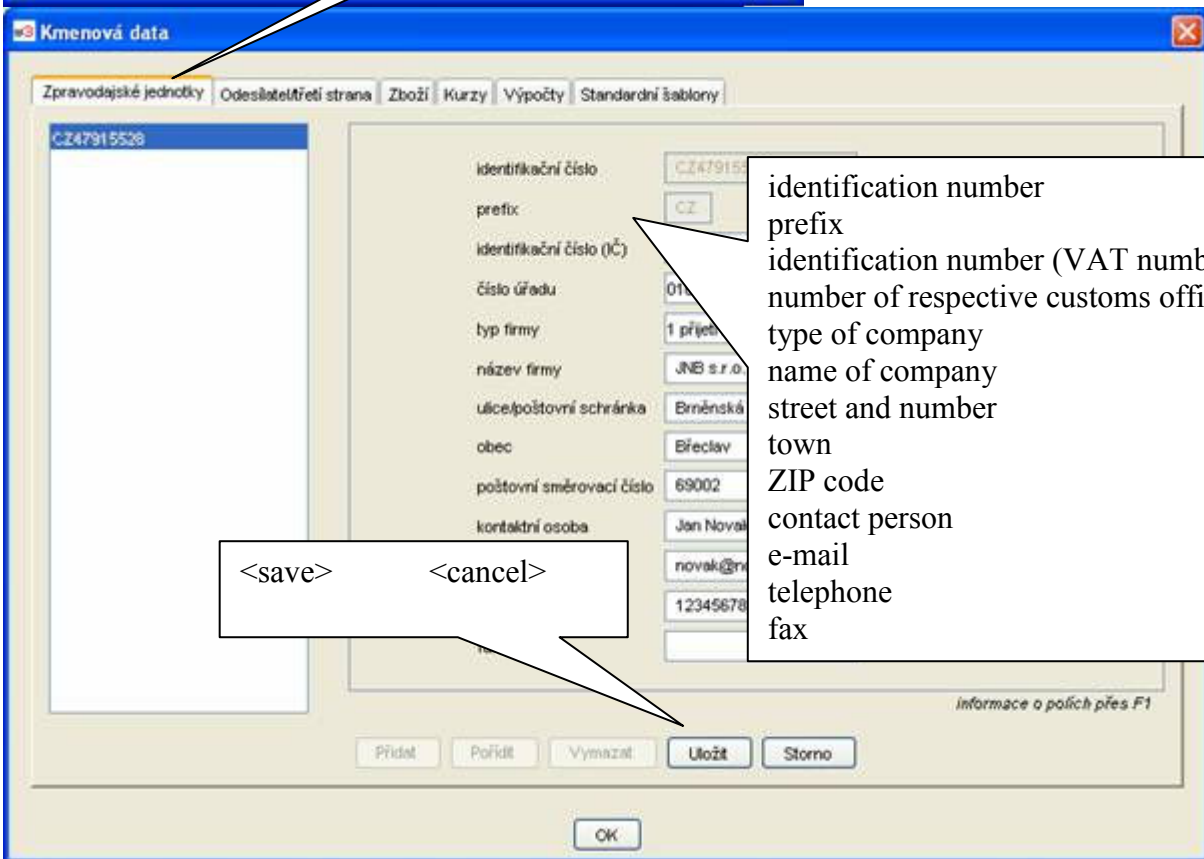 Kmenová data
Zpravodajské jednotky Odesílatel/třetí strana Zboží Kurzy Výpočty Standardní šablony
CZ47915528
identifikační číslo CZ47915
prefix CZ
identifikační číslo (IČ)
číslo úřadu
typ firmy 1 přijetí
název firmy JNB s.r.o.
ulice/poštovní schránka Brněnská
obec Břeclav
poštovní směrovací číslo 69002
kontaktní osoba Jan Novak
12345678
identification number
prefix
identification number (VAT
number of respective customs
type of company
name of company
street and number
town
ZIP code
contact person
e-mail
telephone
fax
<save> <cancel>
informace o polích přes F1
Přidat Pořídit Vymazat Uložit Storno
OK